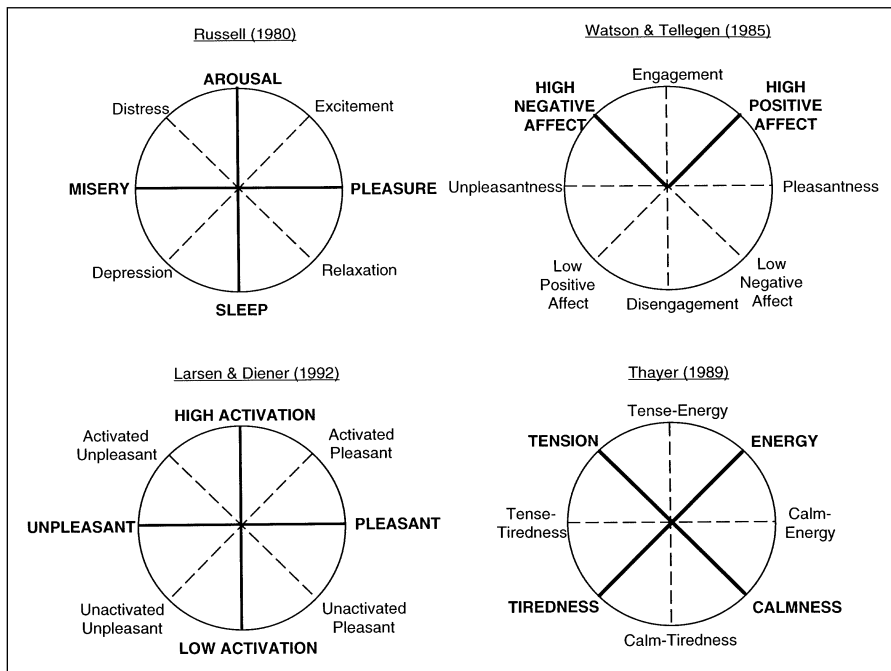 Russell (1980)
AROUSAL
Distress
Excitement
MISERY
PLEASURE
Depression
Relaxation
SLEEP
Watson & Tellegen (1985)
Engagement
HIGH
NEGATIVE
AFFECT
HIGH
POSITIVE
AFFECT
Unpleasantness
Pleasantness
Low
Positive
Affect
Low
Negative
Affect
Disengagement
Larsen & Diener (1992)
HIGH ACTIVATION
Activated
Unpleasant
Activated
Pleasant
UNPLEASANT
PLEASANT
Unactivated
Unpleasant
Unactivated
Pleasant
LOW ACTIVATION
Thayer (1989)
Tense-Energy
TENSION
ENERGY
Tense-
Tiredness
Calm-
Energy
TIREDNESS
CALMNESS
Calm-Tiredness